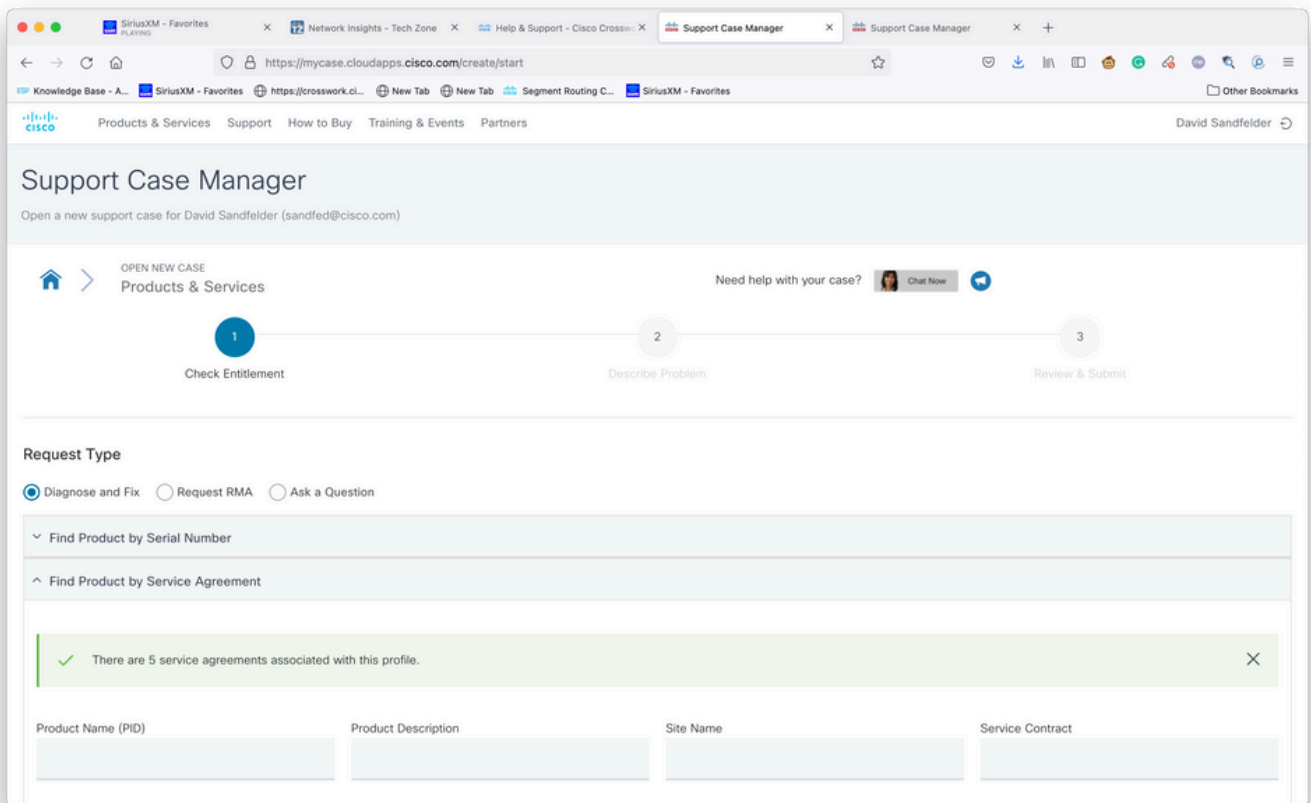 SiriusXM - Favorites
PLAYING
Network Insights - Tech Zone
Help & Support - Cisco Crosswo
Support Case Manager
Support Case Manager
https://mycase.cloudapps.cisco.com/create/start
Knowledge Base - A...
SiriusXM - Favorites
https://crosswork.ci...
New Tab
New Tab
Segment Routing C...
SiriusXM - Favorites
Other Bookmarks
CISCO
Products & Services
Support
How to Buy
Training & Events
Partners
David Sandfelder
Support Case Manager
Open a new support case for David Sandfelder (sandfed@cisco.com)
OPEN NEW CASE
Products & Services
Need help with your case?
Chat Now
1
2
3
Check Entitlement
Describe Problem
Review & Submit
Request Type
Diagnose and Fix
Request RMA
Ask a Question
Find Product by Serial Number
Find Product by Service Agreement
There are 5 service agreements associated with this profile.
Product Name (PID)
Product Description
Site Name
Service Contract